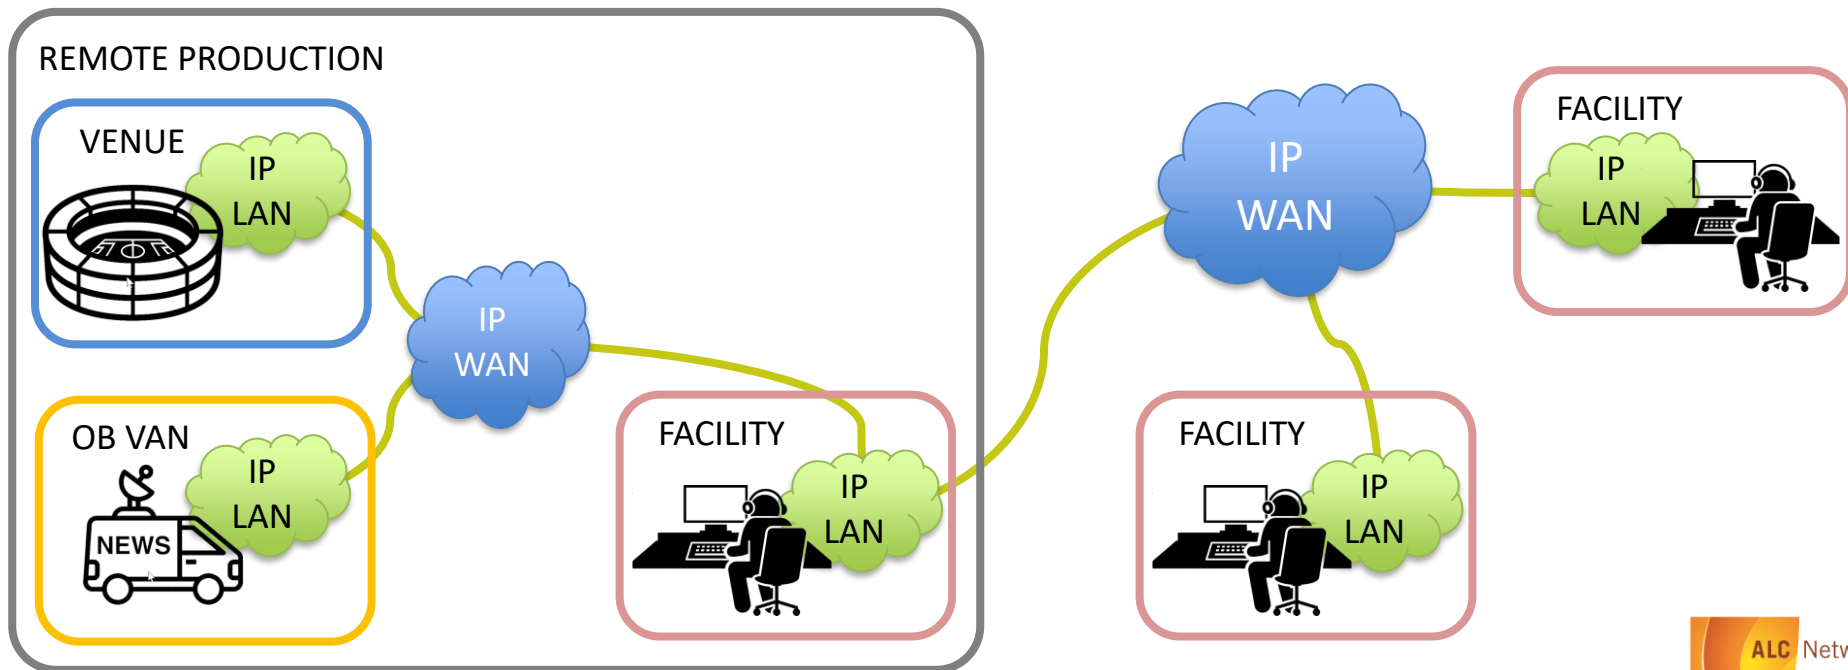 REMOTE PRODUCTION
VENUE
IP
LAN
IP
WAN
OB VAN
IP
LAN
NEWS
FACILITY
IP
LAN
IP
WAN
FACILITY
IP
LAN
FACILITY
IP
LAN
ALC Netw